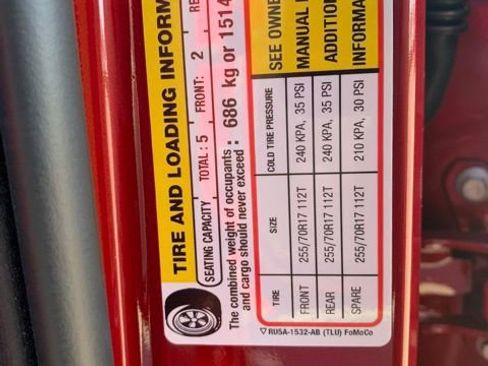 TIRE AND LOADING INFORM
SEATING CAPACITY TOTAL : 5 FRONT: 2 RE
The combined weight of occupants
and cargo should never exceed : 686 kg or 1514
TIRE SIZE COLD TIRE PRESSURE SEE OWNE
FRONT 255/70R17 112T 240 KPA, 35 PSI MANUAL
REAR 255/70R17 112T 240 KPA, 35 PSI ADDITION
SPARE 255/70R17 112T 210 KPA, 30 PSI INFORMA
▽ RU5A-1532-AB (TLU) FoMoCo